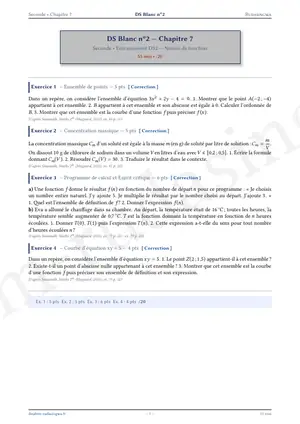 Seconde • Chapitre 7
DS Blanc n°2
DS Blanc n°2 — Chapitre 7
Seconde • Entraînement DS2 — Notion de fonction
55 min • /20
Exercice 1 — Ensemble de points — 5 pts [ Correction ]
Dans un repère, on considère l'ensemble d'équation 3x² + 2y − 4 = 0. 1. Montrer que le point A(−2 ; −4)
appartient à cet ensemble. 2. B appartient à cet ensemble et son abscisse est égale à 0. Calculer l'ordonnée de
B. 3. Montrer que cet ensemble est la courbe d'une fonction f puis préciser f(x).
Exercice 2 — Concentration massique — 5 pts [ Correction ]
La concentration massique Cm d'un soluté est égale à la masse m (en g) de soluté par litre de solution : Cm = m/V.
On dissout 10 g de chlorure de sodium dans un volume V en litres d'eau avec V ∈ [0,2 ; 0,5]. 1. Écrire la formule
donnant Cm(V). 2. Résoudre Cm(V) = 30. 3. Traduire le résultat dans le contexte.
Exercice 3 — Programme de calcul et Esprit critique — 6 pts [ Correction ]
a) Une fonction f donne le résultat f(n) en fonction du nombre de départ n pour ce programme : « Je choisis
un nombre entier naturel. J'y ajoute 5. Je multiplie le résultat par le nombre choisi au départ. J'ajoute 3. »
1. Quel est l'ensemble de définition de f ? 2. Donner l'expression f(n).
b) Eva a allumé le chauffage dans sa chambre. Au départ, la température était de 16 °C ; toutes les heures, la
température semble augmenter de 0,7 °C. T est la fonction donnant la température en fonction de n heures
écoulées. 1. Donner T(0), T(1) puis l'expression T(n). 2. Cette expression a-t-elle du sens pour tout nombre
d'heures écoulées n ?
Exercice 4 — Courbe d'équation xy = 5 — 4 pts [ Correction ]
Dans un repère, on considère l'ensemble d'équation xy = 5. 1. Le point Z(2 ; 1,5) appartient-il à cet ensemble ?
2. Existe-t-il un point d'abscisse nulle appartenant à cet ensemble ? 3. Montrer que cet ensemble est la courbe
d'une fonction f puis préciser son ensemble de définition et son expression.
Ex. 1 : 5 pts Ex. 2 : 5 pts Ex. 3 : 6 pts Ex. 4 : 4 pts /20
– 1 –
55 min